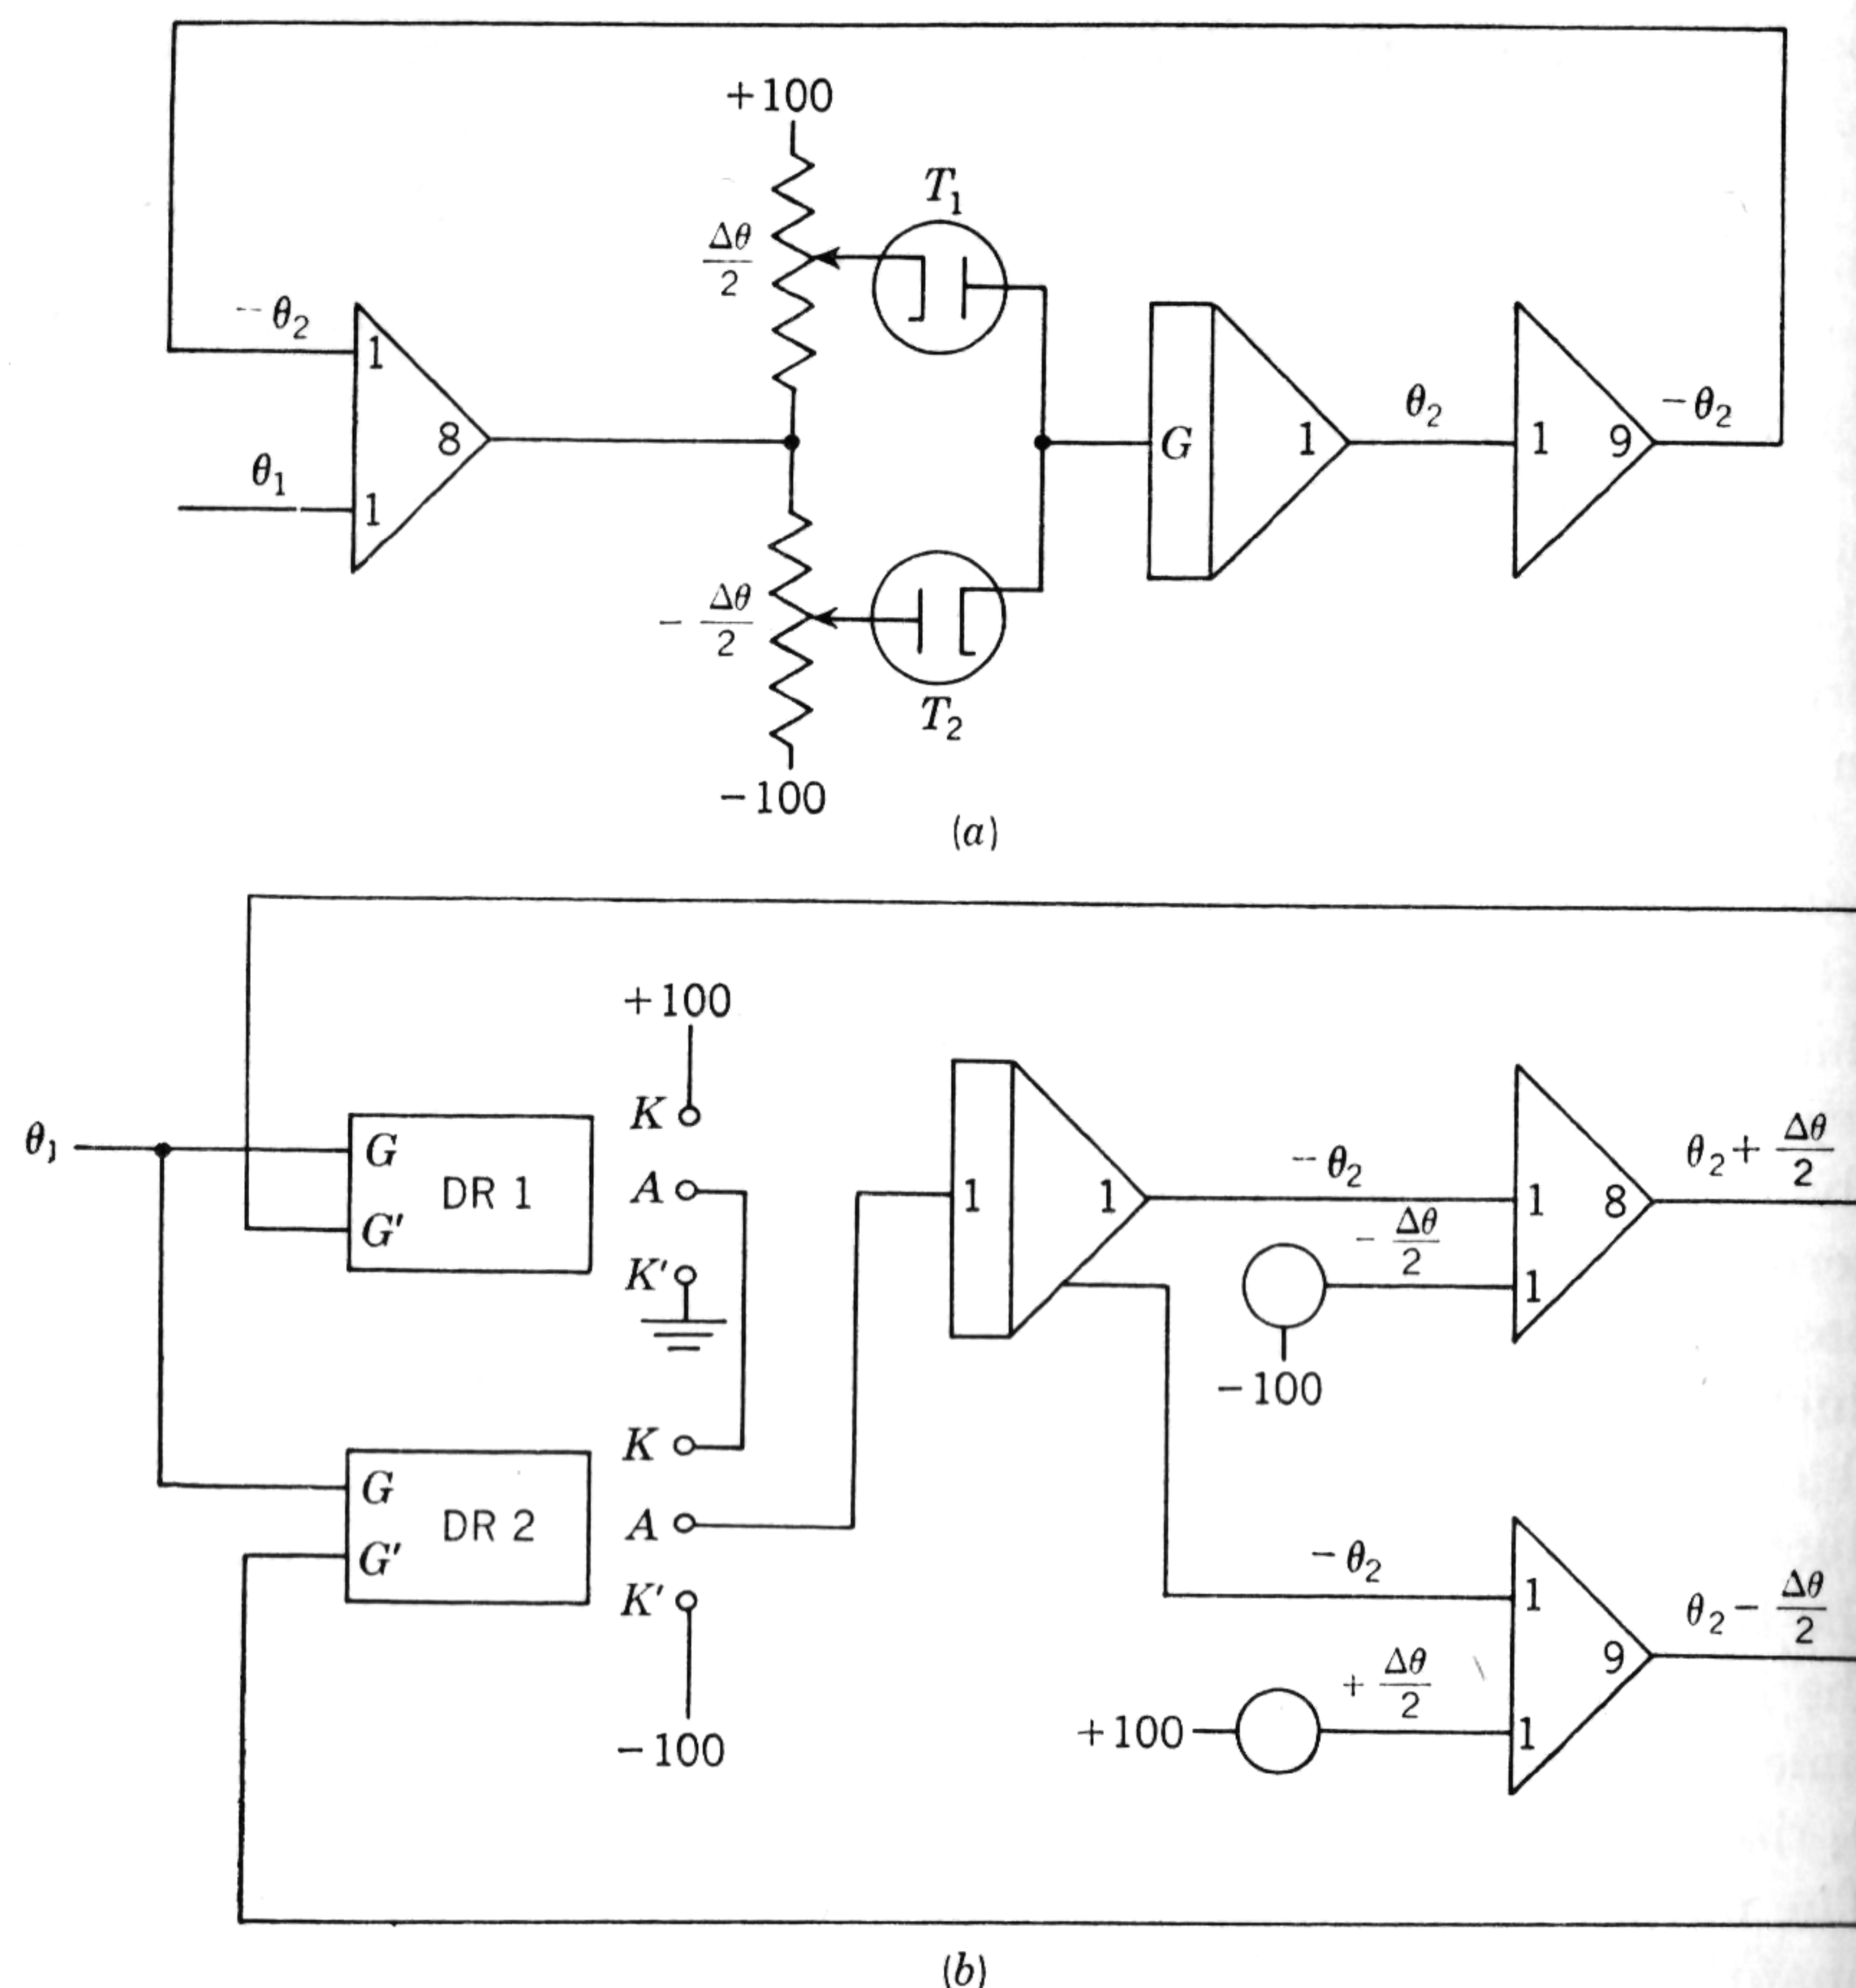 +100
T₁
Δθ/2
−θ₂
1
8
θ₁
1
G
1
θ₂
1
9
−θ₂
− Δθ/2
T₂
−100
(a)
+100
K
θ₁
G
DR 1
A
G′
K′
1
1
−θ₂
1
8
θ₂ + Δθ/2
− Δθ/2
1
−100
K
G
DR 2
A
G′
K′
−100
−θ₂
1
9
θ₂ − Δθ/2
+ Δθ/2
+100
1
(b)